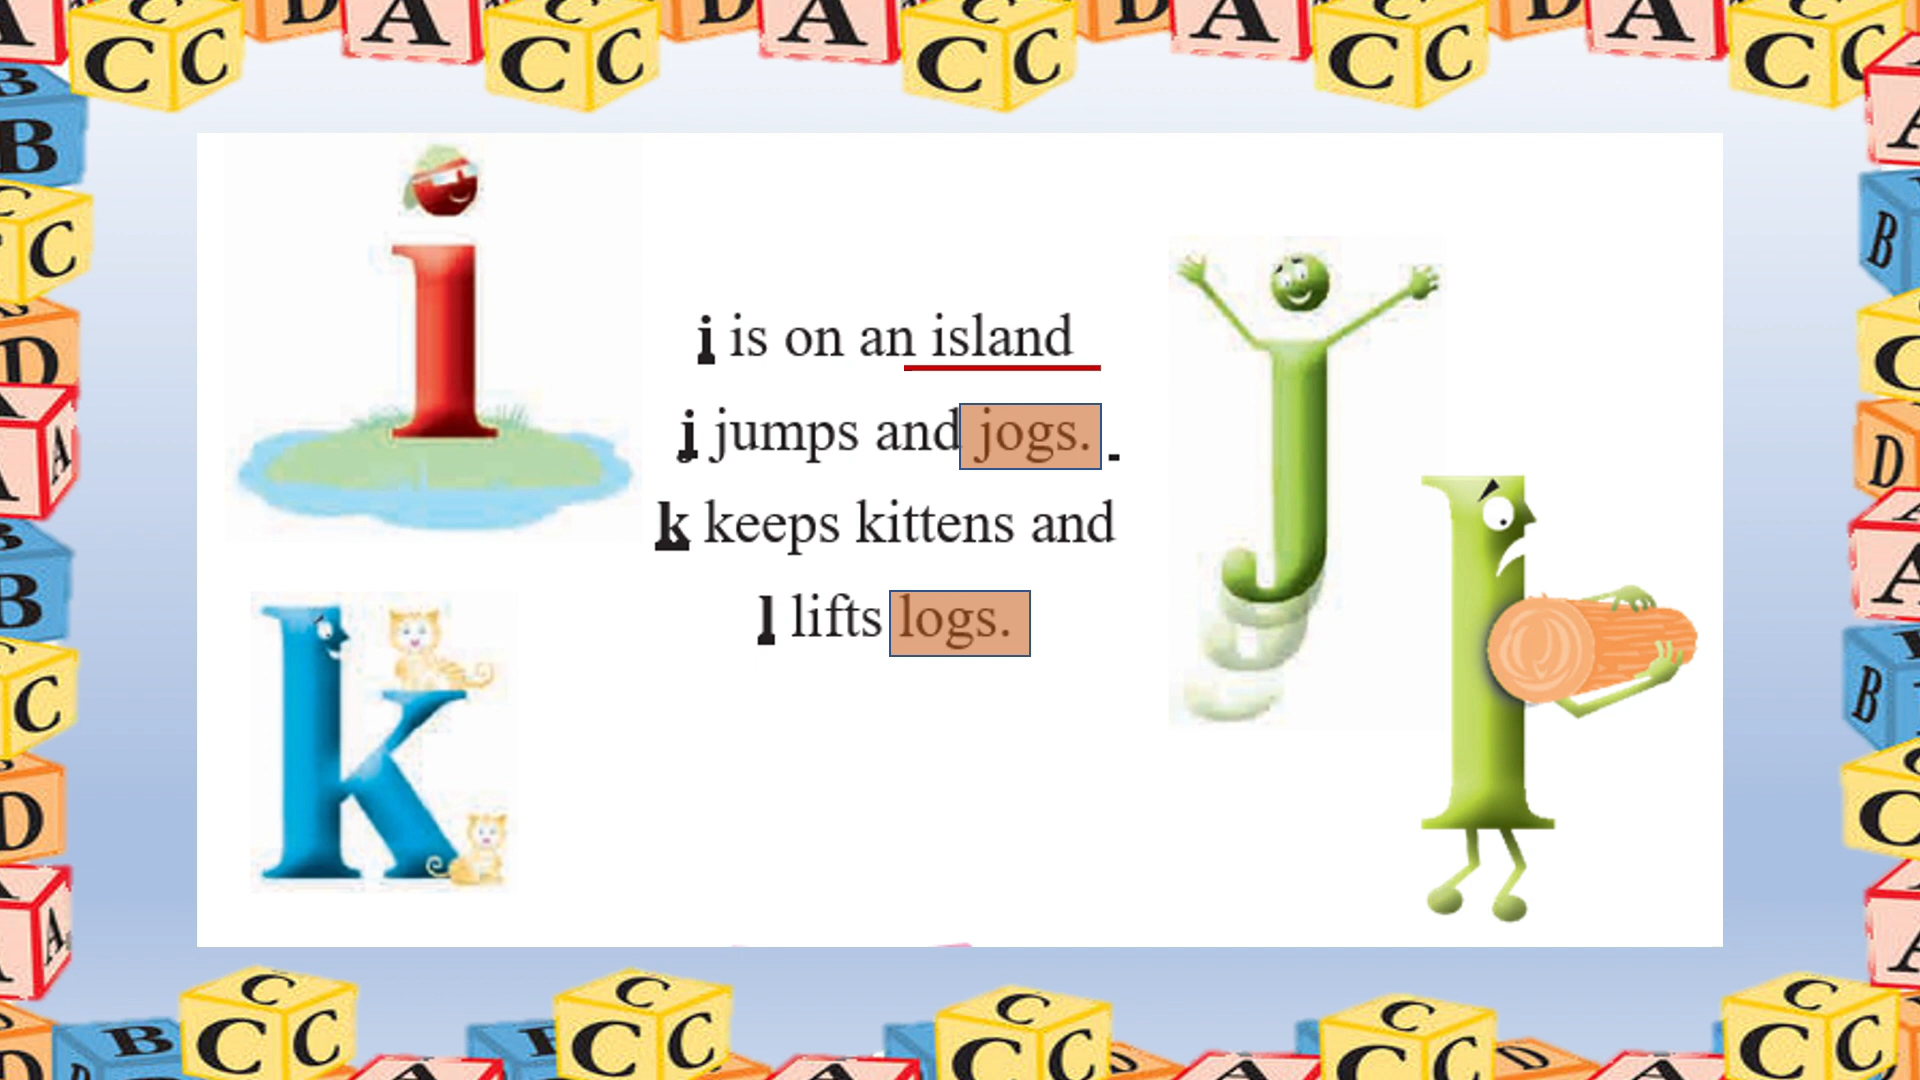 i is on an island
j jumps and jogs.
k keeps kittens and
l lifts logs.